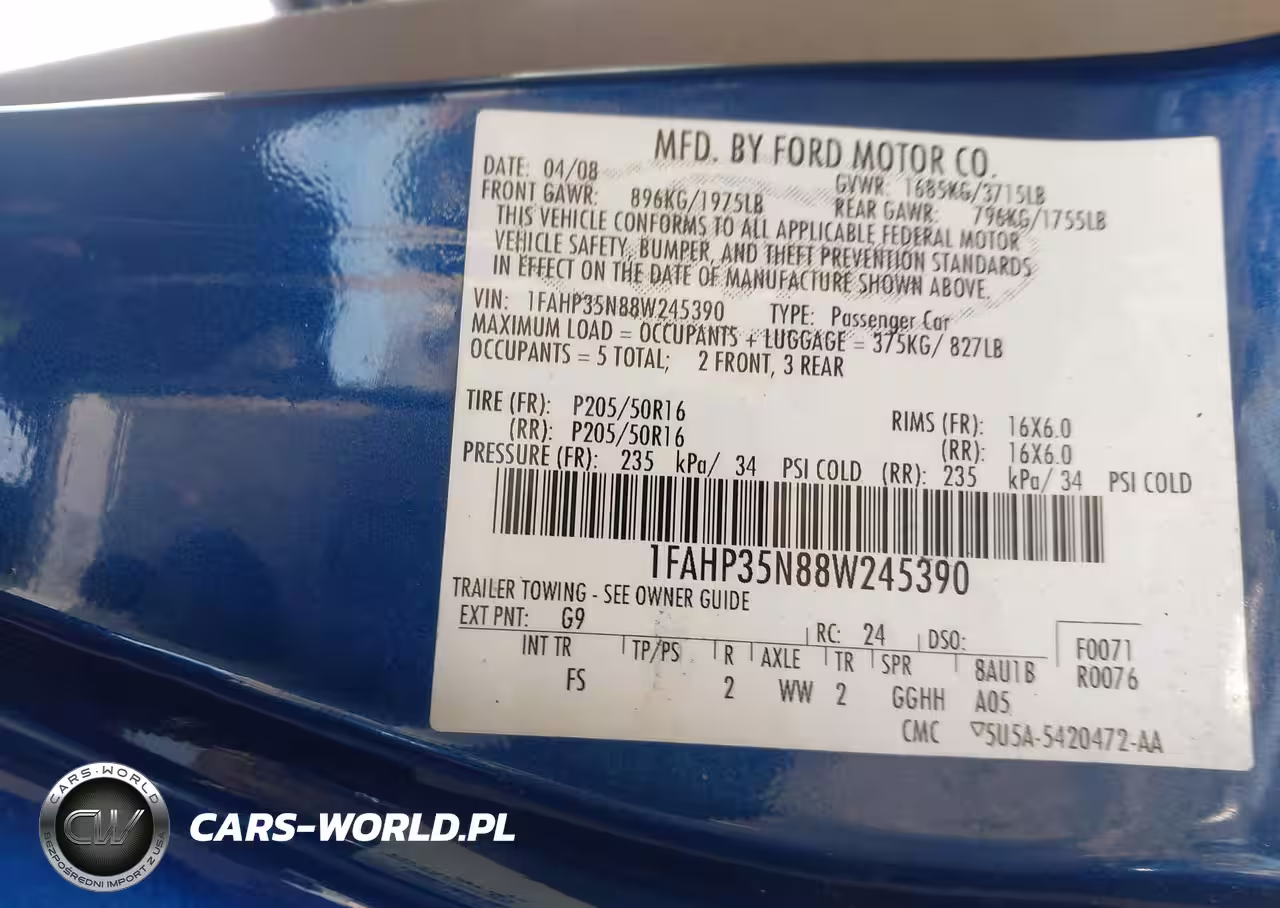 MFD. BY FORD MOTOR CO.
DATE: 04/08 GVWR: 1685KG/3715LB
FRONT GAWR: 896KG/1975LB REAR GAWR: 796KG/1755LB
THIS VEHICLE CONFORMS TO ALL APPLICABLE FEDERAL MOTOR
VEHICLE SAFETY, BUMPER, AND THEFT PREVENTION STANDARDS
IN EFFECT ON THE DATE OF MANUFACTURE SHOWN ABOVE.
VIN: 1FAHP35N88W245390 TYPE: Passenger Car
MAXIMUM LOAD = OCCUPANTS + LUGGAGE = 375KG/ 827LB
OCCUPANTS = 5 TOTAL; 2 FRONT, 3 REAR
TIRE (FR): P205/50R16 RIMS (FR): 16X6.0
(RR): P205/50R16 (RR): 16X6.0
PRESSURE (FR): 235 kPa/ 34 PSI COLD (RR): 235 kPa/ 34 PSI COLD
1FAHP35N88W245390
TRAILER TOWING - SEE OWNER GUIDE
EXT PNT: G9 RC: 24 DSO: F0071
INT TR TP/PS R AXLE TR SPR 8AU1B R0076
FS 2 WW 2 GGHH A05
CMC ▽5U5A-5420472-AA
CARS-WORLD
CW
BEZPOŚREDNI IMPORT Z USA
CARS-WORLD.PL